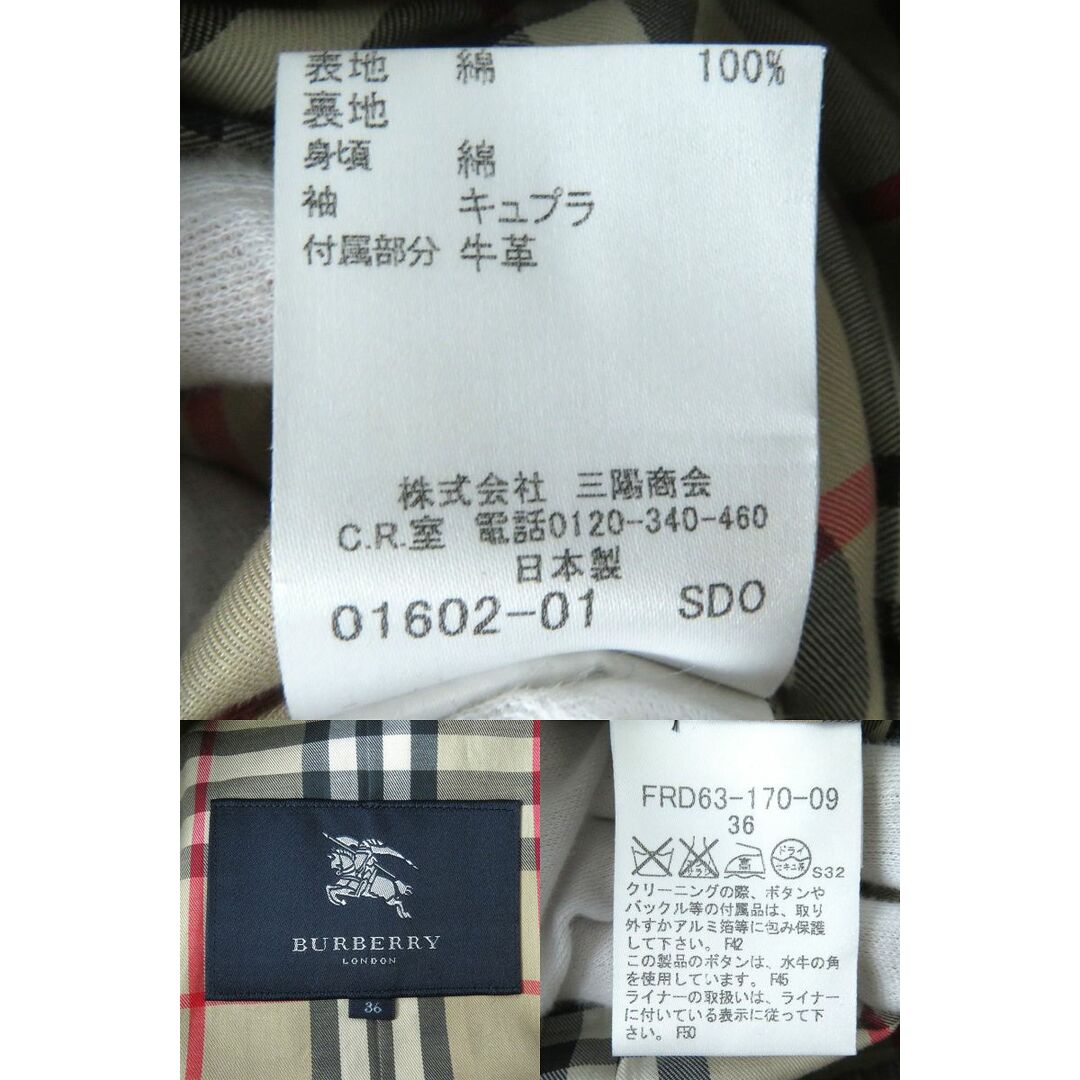 表地 綿 100%
裏地
身頃 綿
袖 キュプラ
付属部分 牛革
株式会社 三陽商会
C.R.室 電話0120-340-460
日本製
01602-01 SDO
BURBERRY
LONDON
36
FRD63-170-09
36
高 ドライ S32
クリーニングの際、ボタンや
バックル等の付属品は、取り
外すかアルミ箔等に包み保護
して下さい。 F42
この製品のボタンは、水牛の角
を使用しています。 F45
ライナーの取扱いは、ライナー
に付いている表示に従って下
さい。 F50